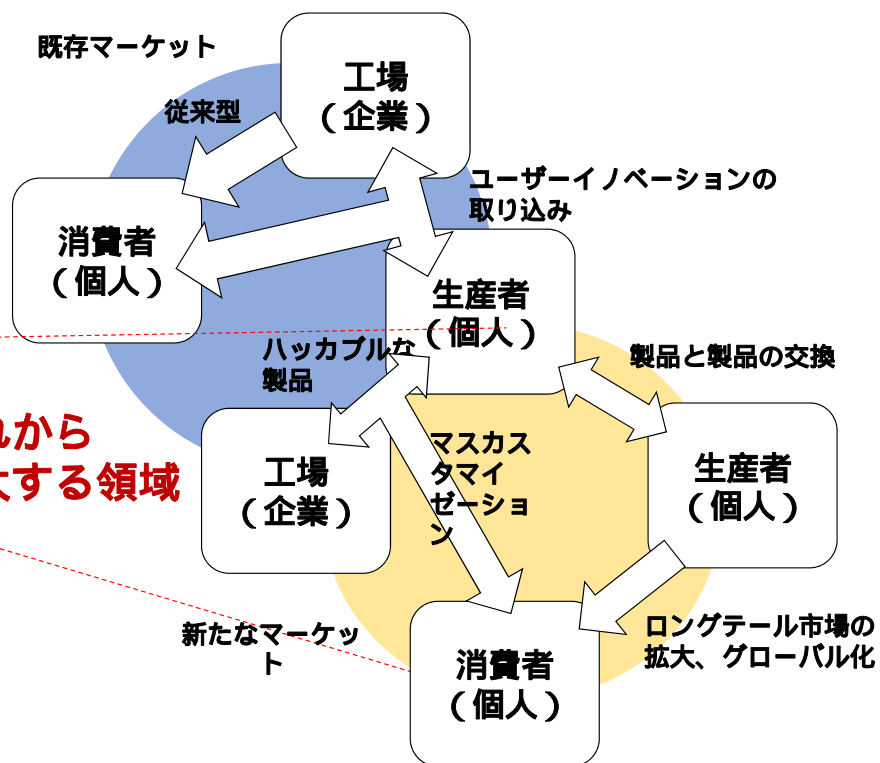 既存マーケット
工場
（企業）
従来型
ユーザーイノベーションの
取り込み
消費者
（個人）
生産者
（個人）
ハッカブルな
製品
製品と製品の交換
れから
大する領域
マスカス
タマイ
ゼーショ
ン
工場
（企業）
生産者
（個人）
新たなマーケッ
ト
ロングテール市場の
拡大、グローバル化
消費者
（個人）